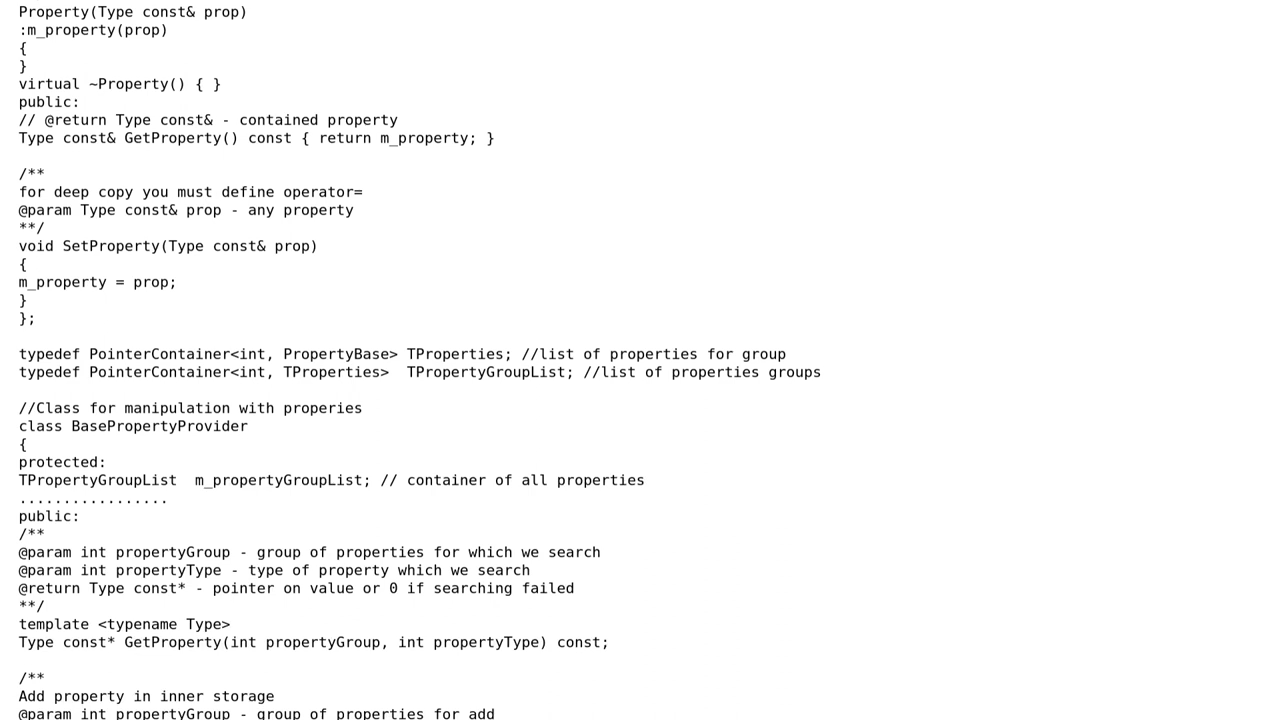 Property(Type const& prop)
:m_property(prop)
{
}
virtual ~Property() { }
public:
// @return Type const& - contained property
Type const& GetProperty() const { return m_property; }

/**
for deep copy you must define operator=
@param Type const& prop - any property
**/
void SetProperty(Type const& prop)
{
m_property = prop;
}
};

typedef PointerContainer<int, PropertyBase> TProperties; //list of properties for group
typedef PointerContainer<int, TProperties>  TPropertyGroupList; //list of properties groups

//Class for manipulation with properies
class BasePropertyProvider
{
protected:
TPropertyGroupList  m_propertyGroupList; // container of all properties
.................
public:
/**
@param int propertyGroup - group of properties for which we search
@param int propertyType - type of property which we search
@return Type const* - pointer on value or 0 if searching failed
**/
template <typename Type>
Type const* GetProperty(int propertyGroup, int propertyType) const;

/**
Add property in inner storage
@param int propertyGroup - group of properties for add